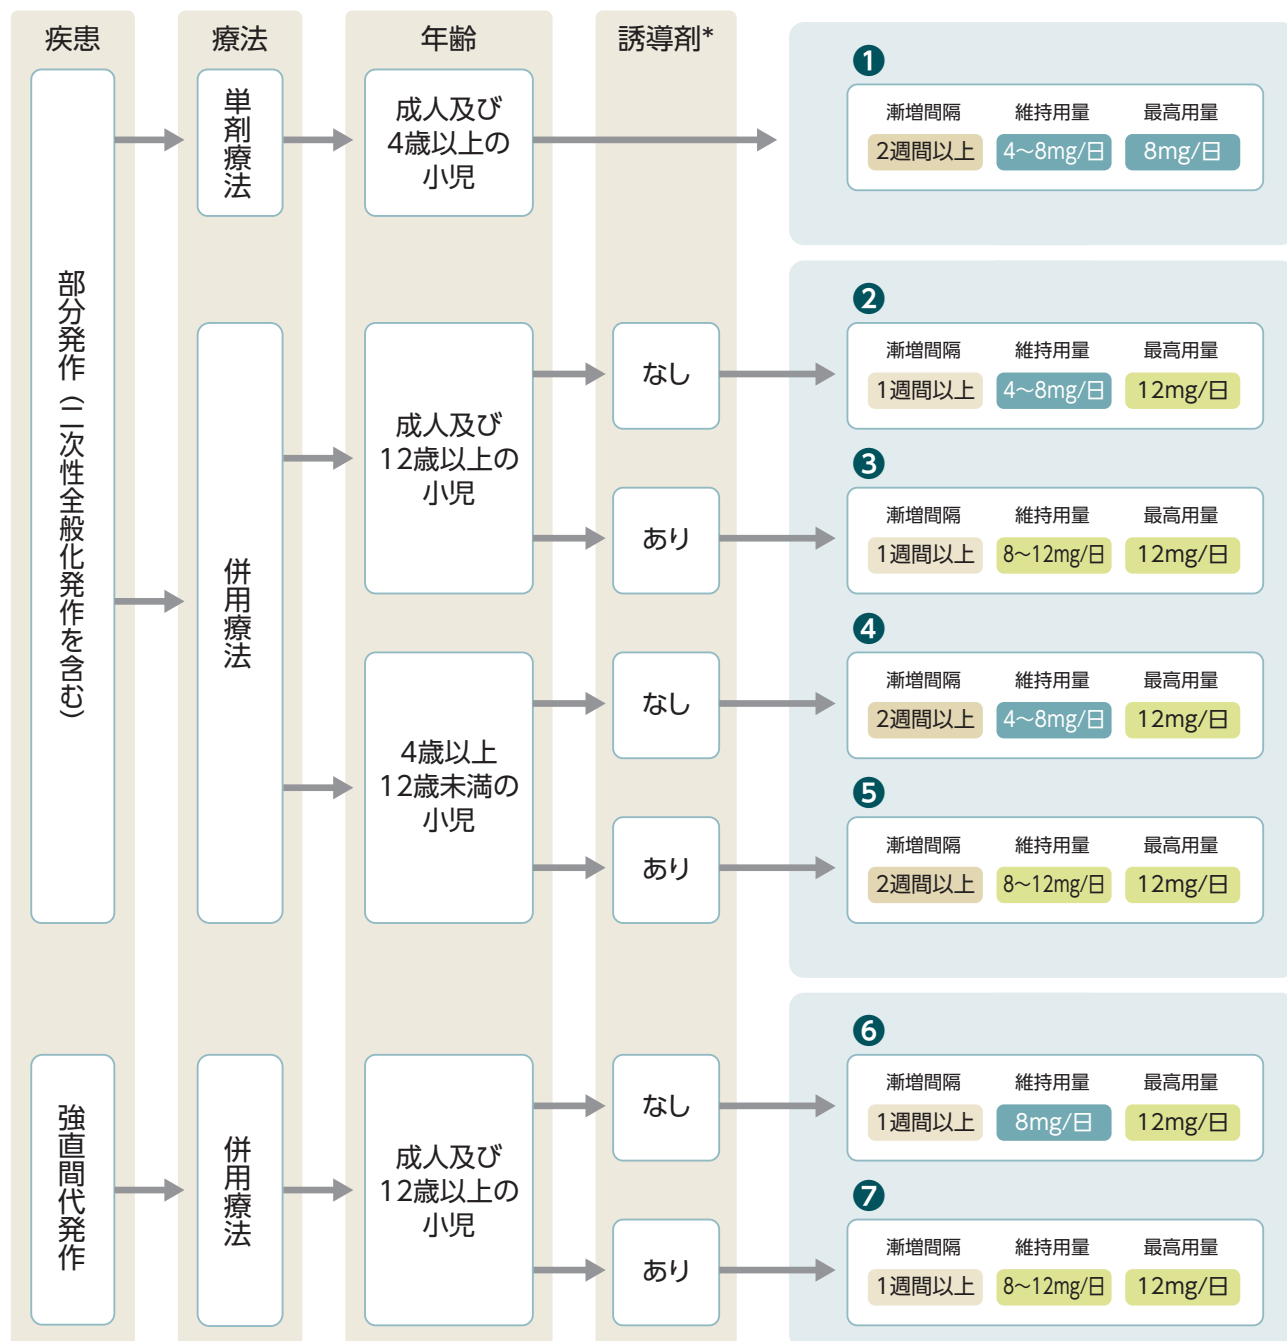 疾患
療法
年齢
誘導剤*
部分発作（二次性全般化発作を含む）
単剤療法
成人及び
4歳以上の
小児
❶
漸増間隔 維持用量 最高用量
2週間以上 4〜8mg/日 8mg/日
併用療法
成人及び
12歳以上の
小児
なし
❷
漸増間隔 維持用量 最高用量
1週間以上 4〜8mg/日 12mg/日
あり
❸
漸増間隔 維持用量 最高用量
1週間以上 8〜12mg/日 12mg/日
4歳以上
12歳未満の
小児
なし
❹
漸増間隔 維持用量 最高用量
2週間以上 4〜8mg/日 12mg/日
あり
❺
漸増間隔 維持用量 最高用量
2週間以上 8〜12mg/日 12mg/日
強直間代発作
併用療法
成人及び
12歳以上の
小児
なし
❻
漸増間隔 維持用量 最高用量
1週間以上 8mg/日 12mg/日
あり
❼
漸増間隔 維持用量 最高用量
1週間以上 8〜12mg/日 12mg/日